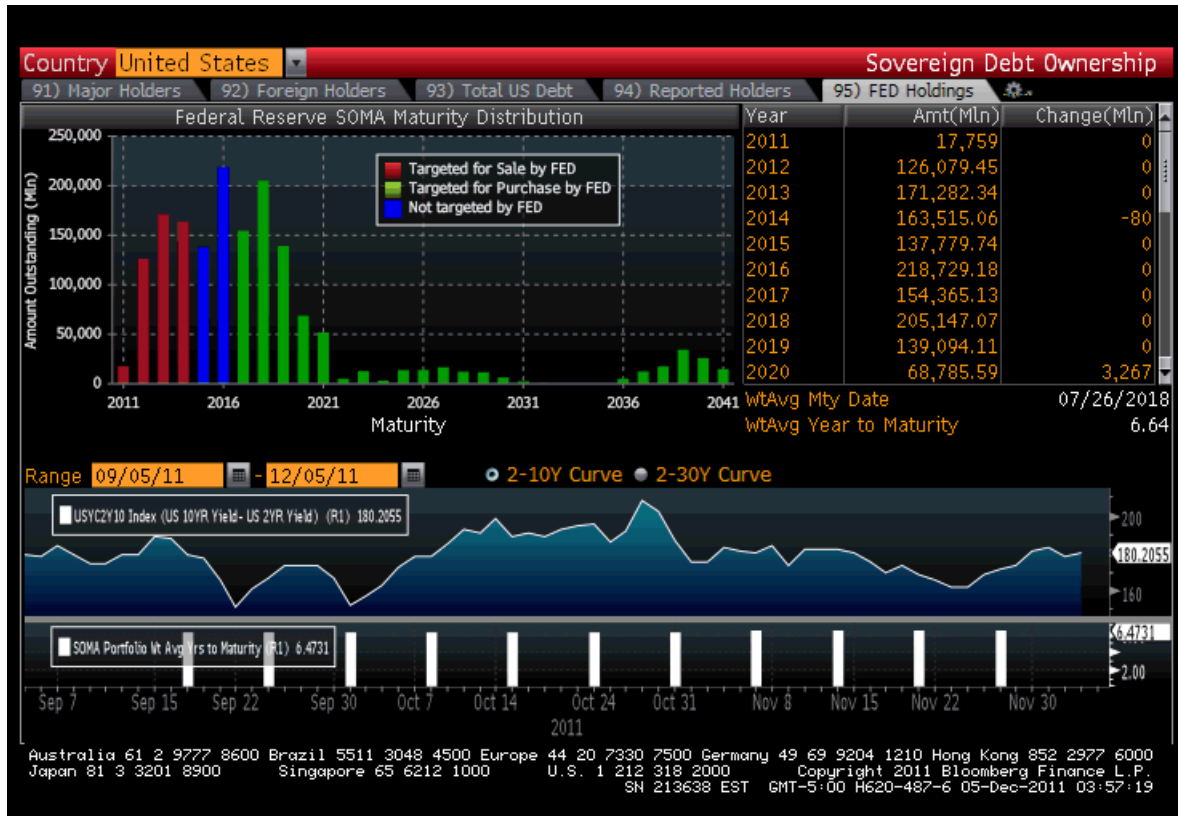 Country United States Sovereign Debt Ownership
91) Major Holders 92) Foreign Holders 93) Total US Debt 94) Reported Holders 95) FED Holdings
Federal Reserve SOMA Maturity Distribution
250,000
200,000
150,000
100,000
50,000
0
Amount Outstanding (Mln)
Targeted for Sale by FED
Targeted for Purchase by FED
Not targeted by FED
2011 2016 2021 2026 2031 2036 2041
Maturity
Year Amt(Mln) Change(Mln)
2011 17,759 0
2012 126,079.45 0
2013 171,282.34 0
2014 163,515.06 -80
2015 137,779.74 0
2016 218,729.18 0
2017 154,365.13 0
2018 205,147.07 0
2019 139,094.11 0
2020 68,785.59 3,267
WtAvg Mty Date 07/26/2018
WtAvg Year to Maturity 6.64
Range 09/05/11 - 12/05/11 2-10Y Curve 2-30Y Curve
USYC2Y10 Index (US 10YR Yield- US 2YR Yield) (R1) 180.2055
200
180.2055
160
SOMA Portfolio Wt Avg Yrs to Maturity (R1) 6.4731
6.4731
2.00
Sep 7 Sep 15 Sep 22 Sep 30 Oct 7 Oct 14 Oct 24 Oct 31 Nov 8 Nov 15 Nov 22 Nov 30
2011
Australia 61 2 9777 8600 Brazil 5511 3048 4500 Europe 44 20 7330 7500 Germany 49 69 9204 1210 Hong Kong 852 2977 6000
Japan 81 3 3201 8900 Singapore 65 6212 1000 U.S. 1 212 318 2000 Copyright 2011 Bloomberg Finance L.P.
SN 213638 EST GMT-5:00 H620-487-6 05-Dec-2011 03:57:19